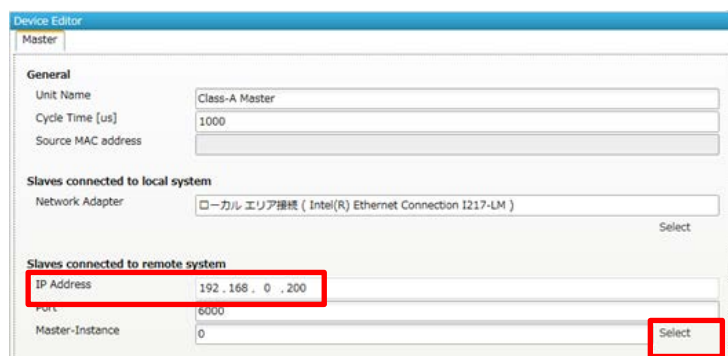 Device Editor
Master
General
Unit Name Class-A Master
Cycle Time [us] 1000
Source MAC address
Slaves connected to local system
Network Adapter ローカル エリア接続 ( Intel(R) Ethernet Connection I217-LM )
Select
Slaves connected to remote system
IP Address 192 . 168 . 0 . 200
Port 6000
Master-Instance 0 Select